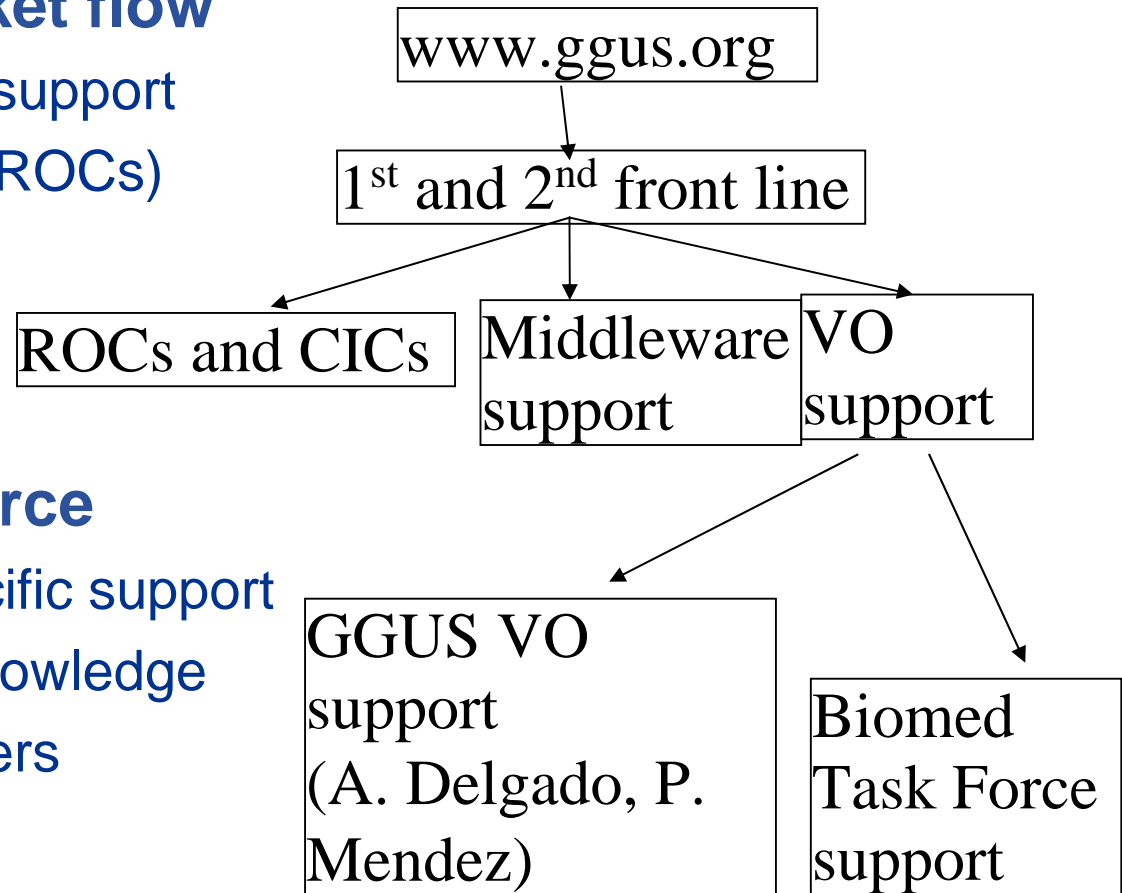 ket flow
support
ROCs)
www.ggus.org
1st and 2nd front line
ROCs and CICs
Middleware
support
VO
support
rce
cific support
owledge
ers
GGUS VO
support
(A. Delgado, P.
Mendez)
Biomed
Task Force
support